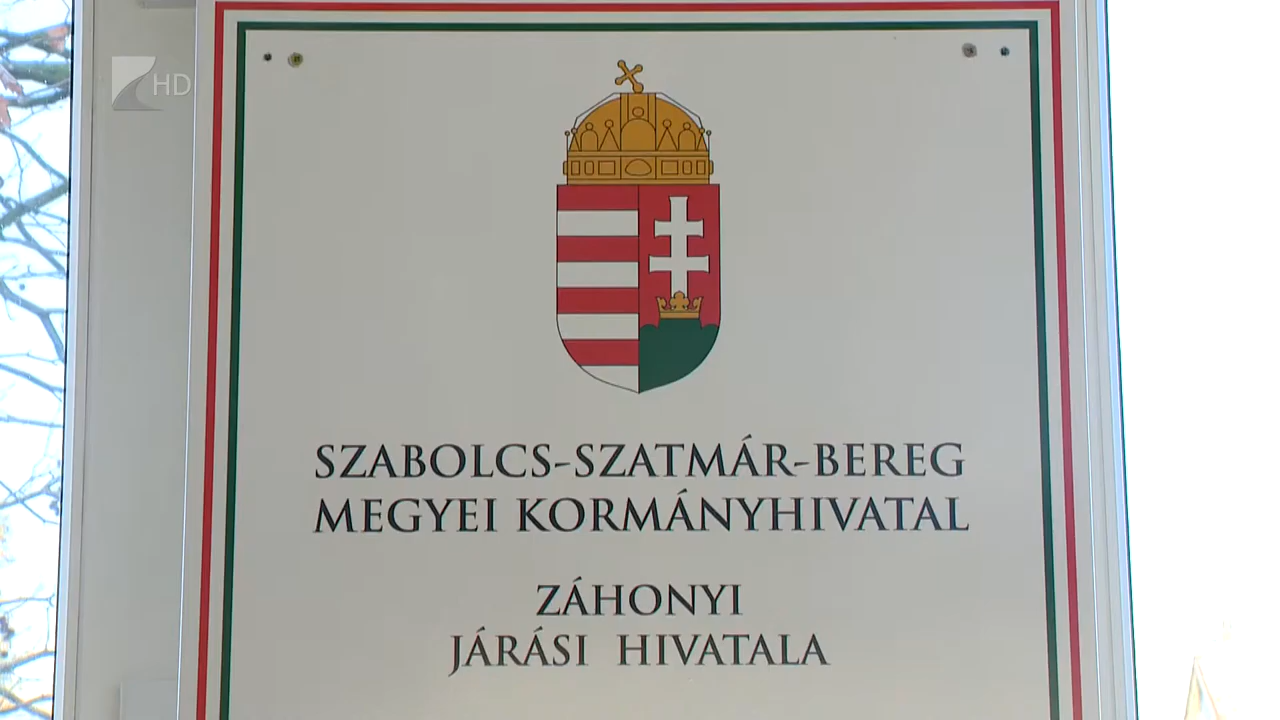 HD
SZABOLCS-SZATMÁR-BEREG
MEGYEI KORMÁNYHIVATAL
ZÁHONYI
JÁRÁSI HIVATALA